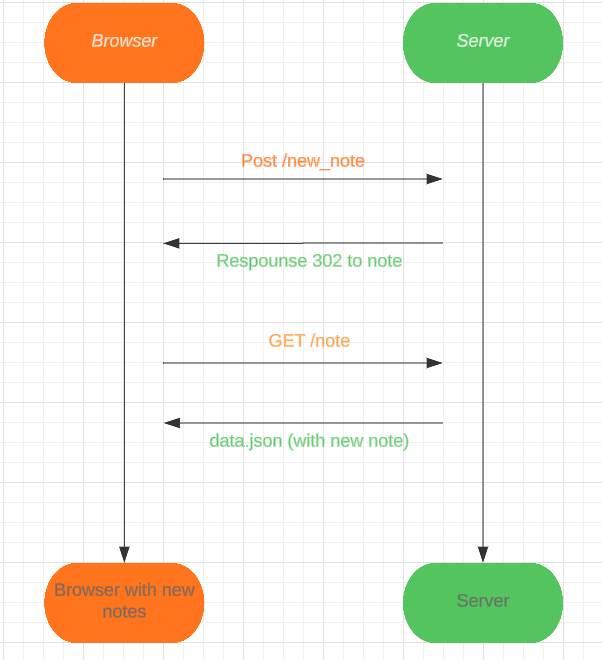 Browser
Server
Post /new_note
Respounse 302 to note
GET /note
data.json (with new note)
Browser with new
notes
Server